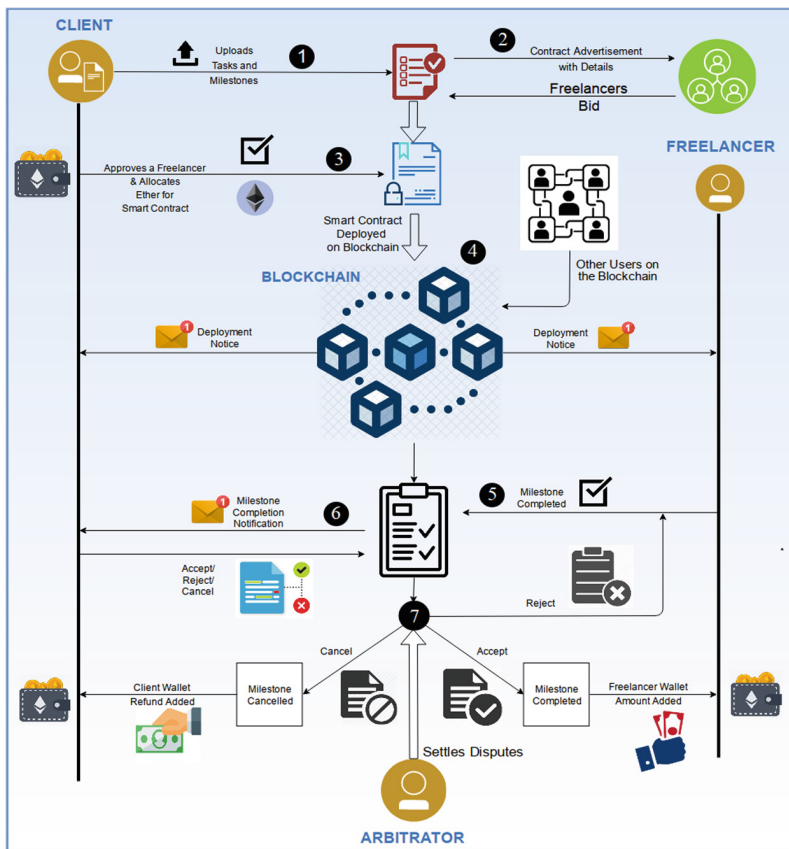 CLIENT
Uploads
Tasks and
Milestones
1
2
Contract Advertisement
with Details
Freelancers
Bid
FREELANCER
Approves a Freelancer
& Allocates
Ether for
Smart Contract
3
Smart Contract
Deployed
on Blockchain
4
Other Users on
the Blockchain
BLOCKCHAIN
1
Deployment
Notice
Deployment
Notice
1
1
Milestone
Completion
Notification
6
5
Milestone
Completed
Accept/
Reject/
Cancel
Reject
7
Cancel
Accept
Client Wallet
Refund Added
Milestone
Cancelled
Milestone
Completed
Freelancer Wallet
Amount Added
Settles Disputes
ARBITRATOR